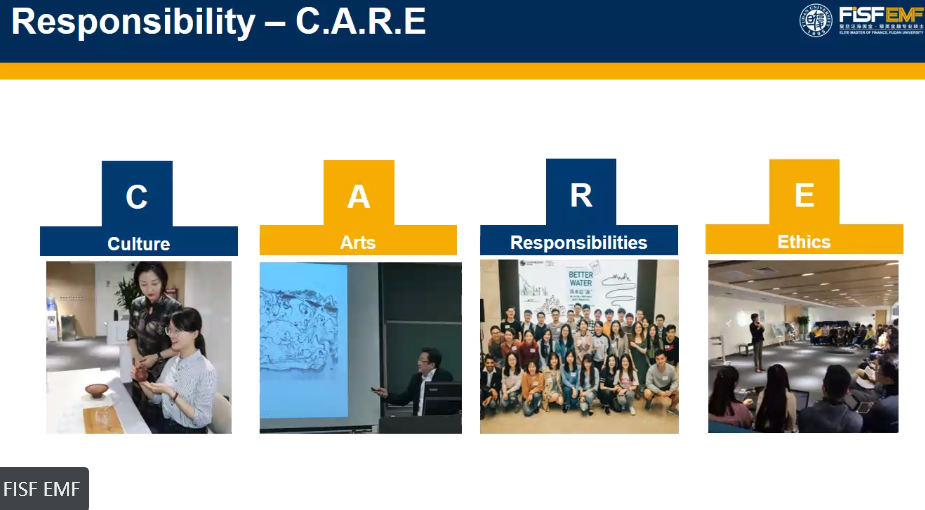 Responsibility – C.A.R.E
FISF EMF
ELITE MASTER OF FINANCE, FUDAN UNIVERSITY
C
A
R
E
Culture
Arts
Responsibilities
Ethics
BETTER
WATER
FISF EMF